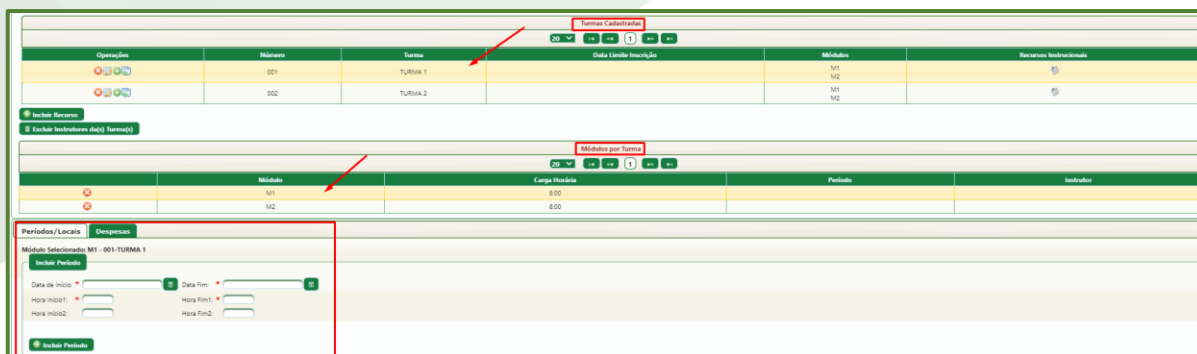 Turmas Cadastradas
20 1
Operações Número Turma Data Limite Inscrição Módulos Recursos Instrucionais
001 TURMA 1 M1
M2
002 TURMA 2 M1
M2
Incluir Recurso
Excluir Instrutores da(s) Turma(s)
Módulos por Turma
20 1
Módulo Carga Horária Período Instrutor
M1 8:00
M2 8:00
Períodos/Locais Despesas
Módulo Selecionado: M1 - 001-TURMA 1
Incluir Período
Data de Início: * Data Fim: *
Hora Início1: * Hora Fim1: *
Hora Início2: Hora Fim2:
Incluir Período